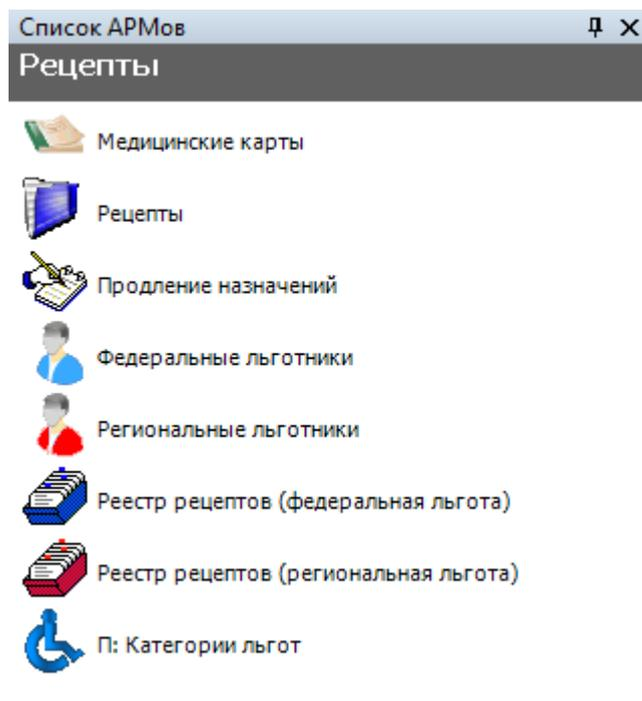 Список АРМов
Рецепты
Медицинские карты
Рецепты
Продление назначений
Федеральные льготники
Региональные льготники
Реестр рецептов (федеральная льгота)
Реестр рецептов (региональная льгота)
П: Категории льгот